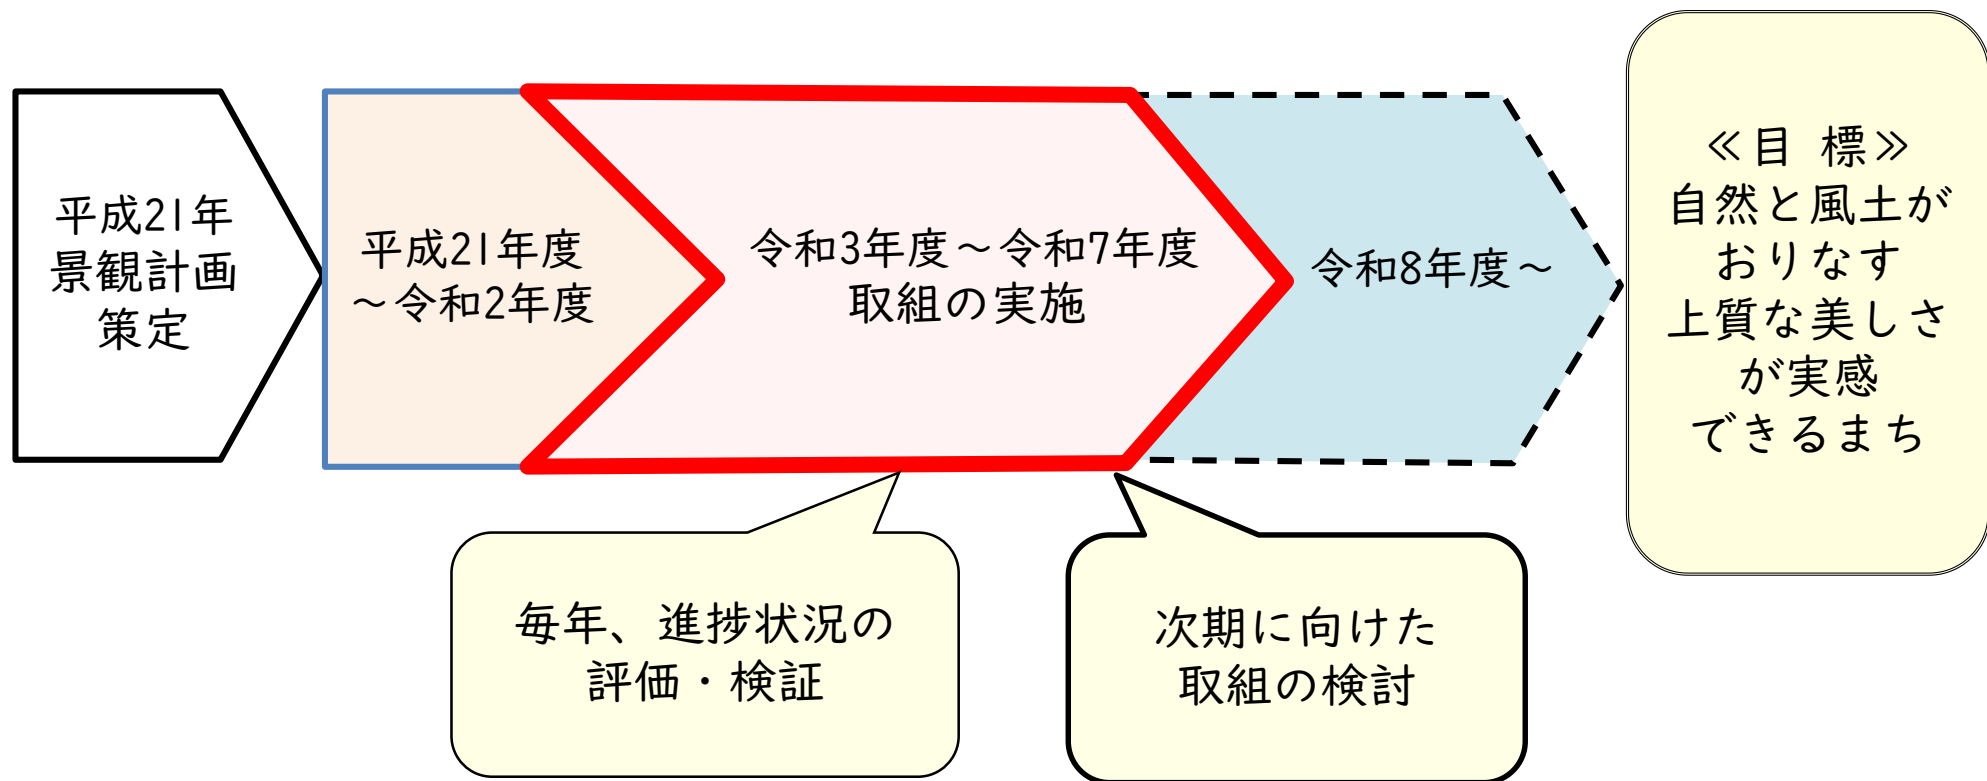 平成21年
景観計画
策定
平成21年度
～令和2年度
令和3年度～令和7年度
取組の実施
令和8年度～
≪目 標≫
自然と風土が
おりなす
上質な美しさ
が実感
できるまち
毎年、進捗状況の
評価・検証
次期に向けた
取組の検討